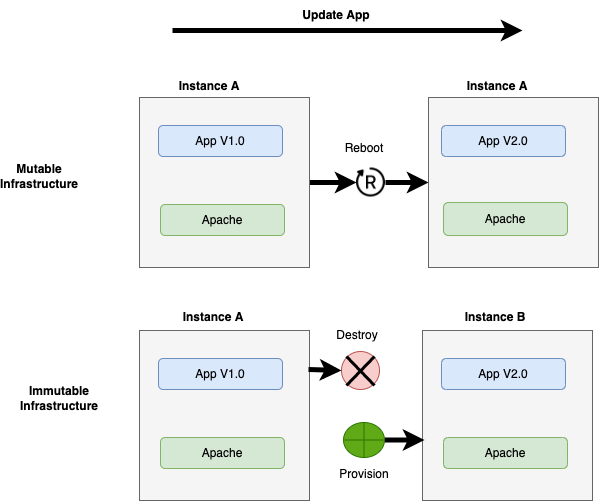 Update App
Instance A
Instance A
App V1.0
Reboot
App V2.0
Mutable
Infrastructure
R
Apache
Apache
Instance A
Instance B
Destroy
App V1.0
App V2.0
Immutable
Infrastructure
Apache
Apache
Provision